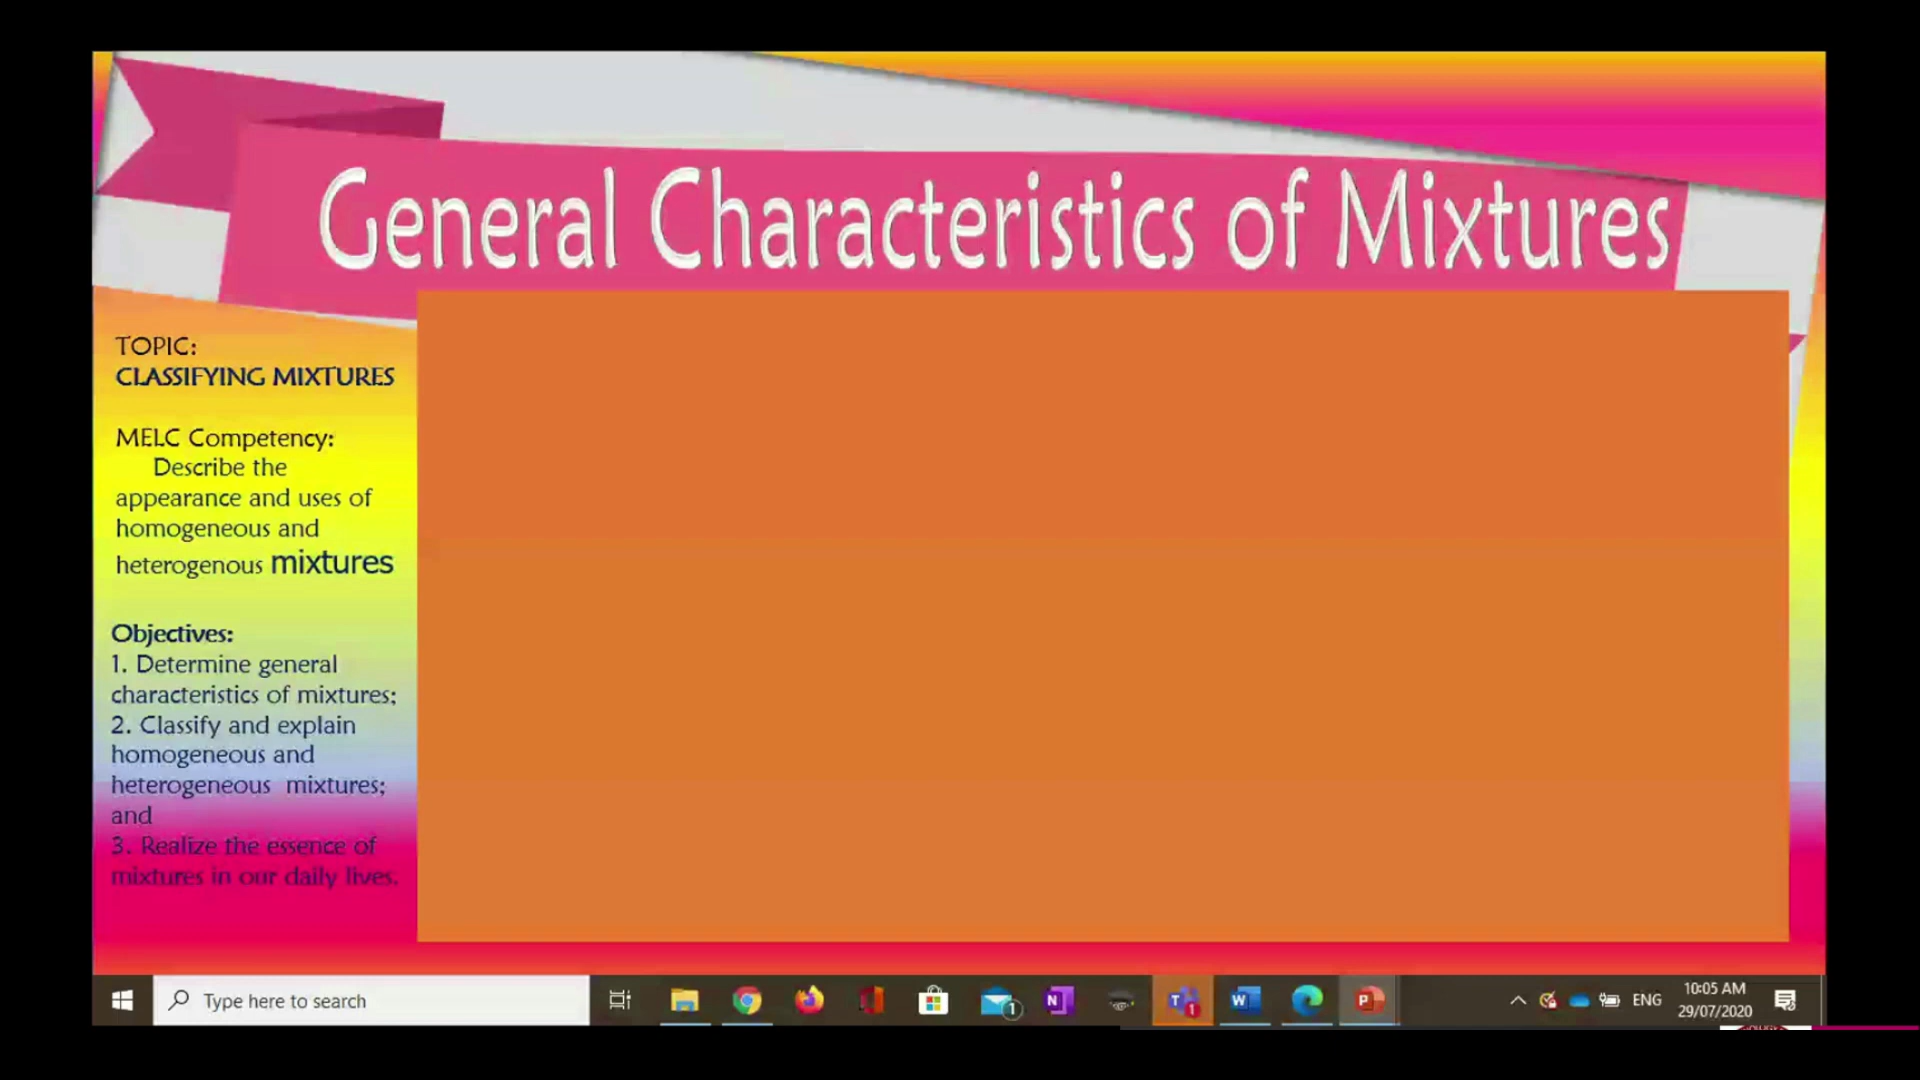 General Characteristics of Mixtures
TOPIC:
CLASSIFYING MIXTURES
MELC Competency:
Describe the
appearance and uses of
homogeneous and
heterogenous mixtures
Objectives:
1. Determine general
characteristics of mixtures;
2. Classify and explain
homogeneous and
heterogeneous mixtures;
and
3. Realize the essence of
mixtures in our daily lives.
Type here to search
1
N
T
1
W
P
ENG
10:05 AM
29/07/2020